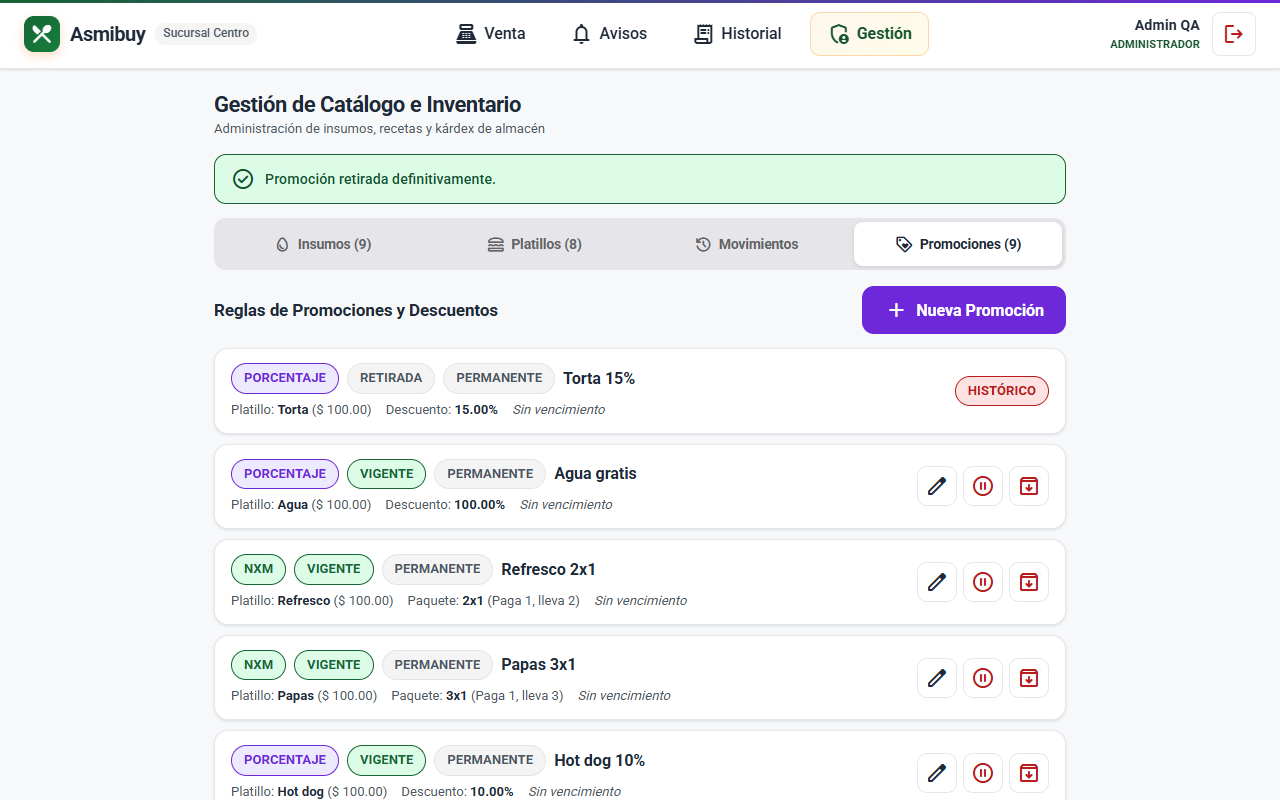 Asmibuy
Sucursal Centro
Venta
Avisos
Historial
Gestión
Admin QA
ADMINISTRADOR
Gestión de Catálogo e Inventario
Administración de insumos, recetas y kárdex de almacén
Promoción retirada definitivamente.
Insumos (9)
Platillos (8)
Movimientos
Promociones (9)
Reglas de Promociones y Descuentos
Nueva Promoción
PORCENTAJE RETIRADA PERMANENTE Torta 15%
Platillo: Torta ($ 100.00) Descuento: 15.00% Sin vencimiento
HISTÓRICO
PORCENTAJE VIGENTE PERMANENTE Agua gratis
Platillo: Agua ($ 100.00) Descuento: 100.00% Sin vencimiento
NXM VIGENTE PERMANENTE Refresco 2x1
Platillo: Refresco ($ 100.00) Paquete: 2x1 (Paga 1, lleva 2) Sin vencimiento
NXM VIGENTE PERMANENTE Papas 3x1
Platillo: Papas ($ 100.00) Paquete: 3x1 (Paga 1, lleva 3) Sin vencimiento
PORCENTAJE VIGENTE PERMANENTE Hot dog 10%
Platillo: Hot dog ($ 100.00) Descuento: 10.00% Sin vencimiento